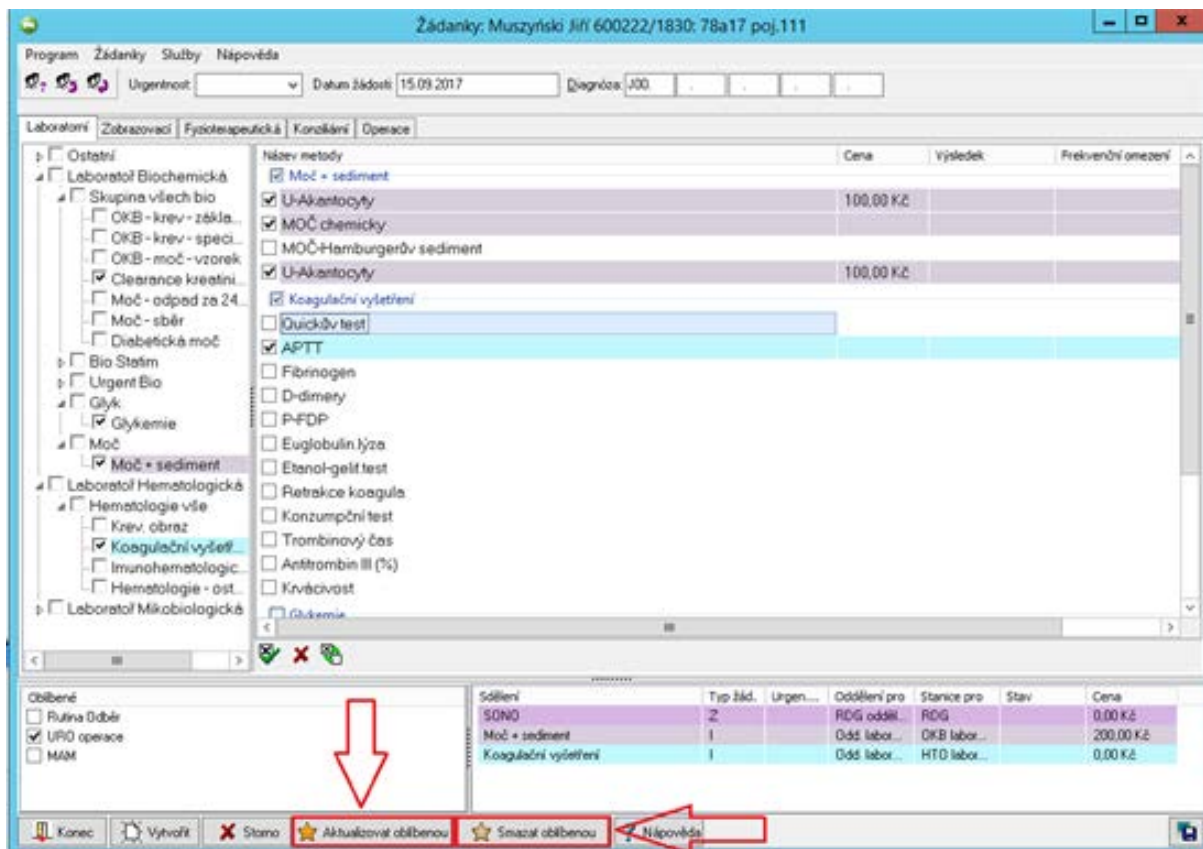 Žádanky: Muszyński Jiří 600222/1830: 78a17 poj.111
Program Žádanky Služby Nápověda
Urgentnost: Datum žádosti: 15.09.2017 Diagnóza: J00.
Laboratorní Zobrazovací Fyzioterapeutická Konziliární Operace
Ostatní
Laboratoř Biochemická
Skupina všech bio
OKB - krev - zákla...
OKB - krev - speci...
OKB - moč - vzorek
Clearance kreatini...
Moč - odpad za 24...
Moč - sběr
Diabetická moč
Bio Statim
Urgent Bio
Glyk
Glykemie
Moč
Moč + sediment
Laboratoř Hematologická
Hematologie vše
Krev. obraz
Koagulační vyšetř...
Imunohematologic...
Hematologie - ost...
Laboratoř Mikobiologická
Název metody Cena Výsledek Frekvenční omezení
Moč + sediment
U-Akantocyty 100,00 Kč
MOČ chemicky
MOČ-Hamburgerův sediment
U-Akantocyty 100,00 Kč
Koagulační vyšetření
Quickův test
APTT
Fibrinogen
D-dimery
P-FDP
Euglobulin.lýza
Etanol-gelif.test
Retrakce koagula
Konzumpční test
Trombinový čas
Antitrombin III (%)
Krvácivost
Glykemie
Oblíbené
Rutina Odběr
URO operace
MAM
Sdělení Typ žád. Urgen.... Oddělení pro Stanice pro Stav Cena
SONO Z RDG odděl... RDG 0,00 Kč
Moč + sediment I Odd. labor... OKB labor... 200,00 Kč
Koagulační vyšetření I Odd. labor... HTO labor... 0,00 Kč
Konec Vytvořit Storno Aktualizovat oblíbenou Smazat oblíbenou Nápověda